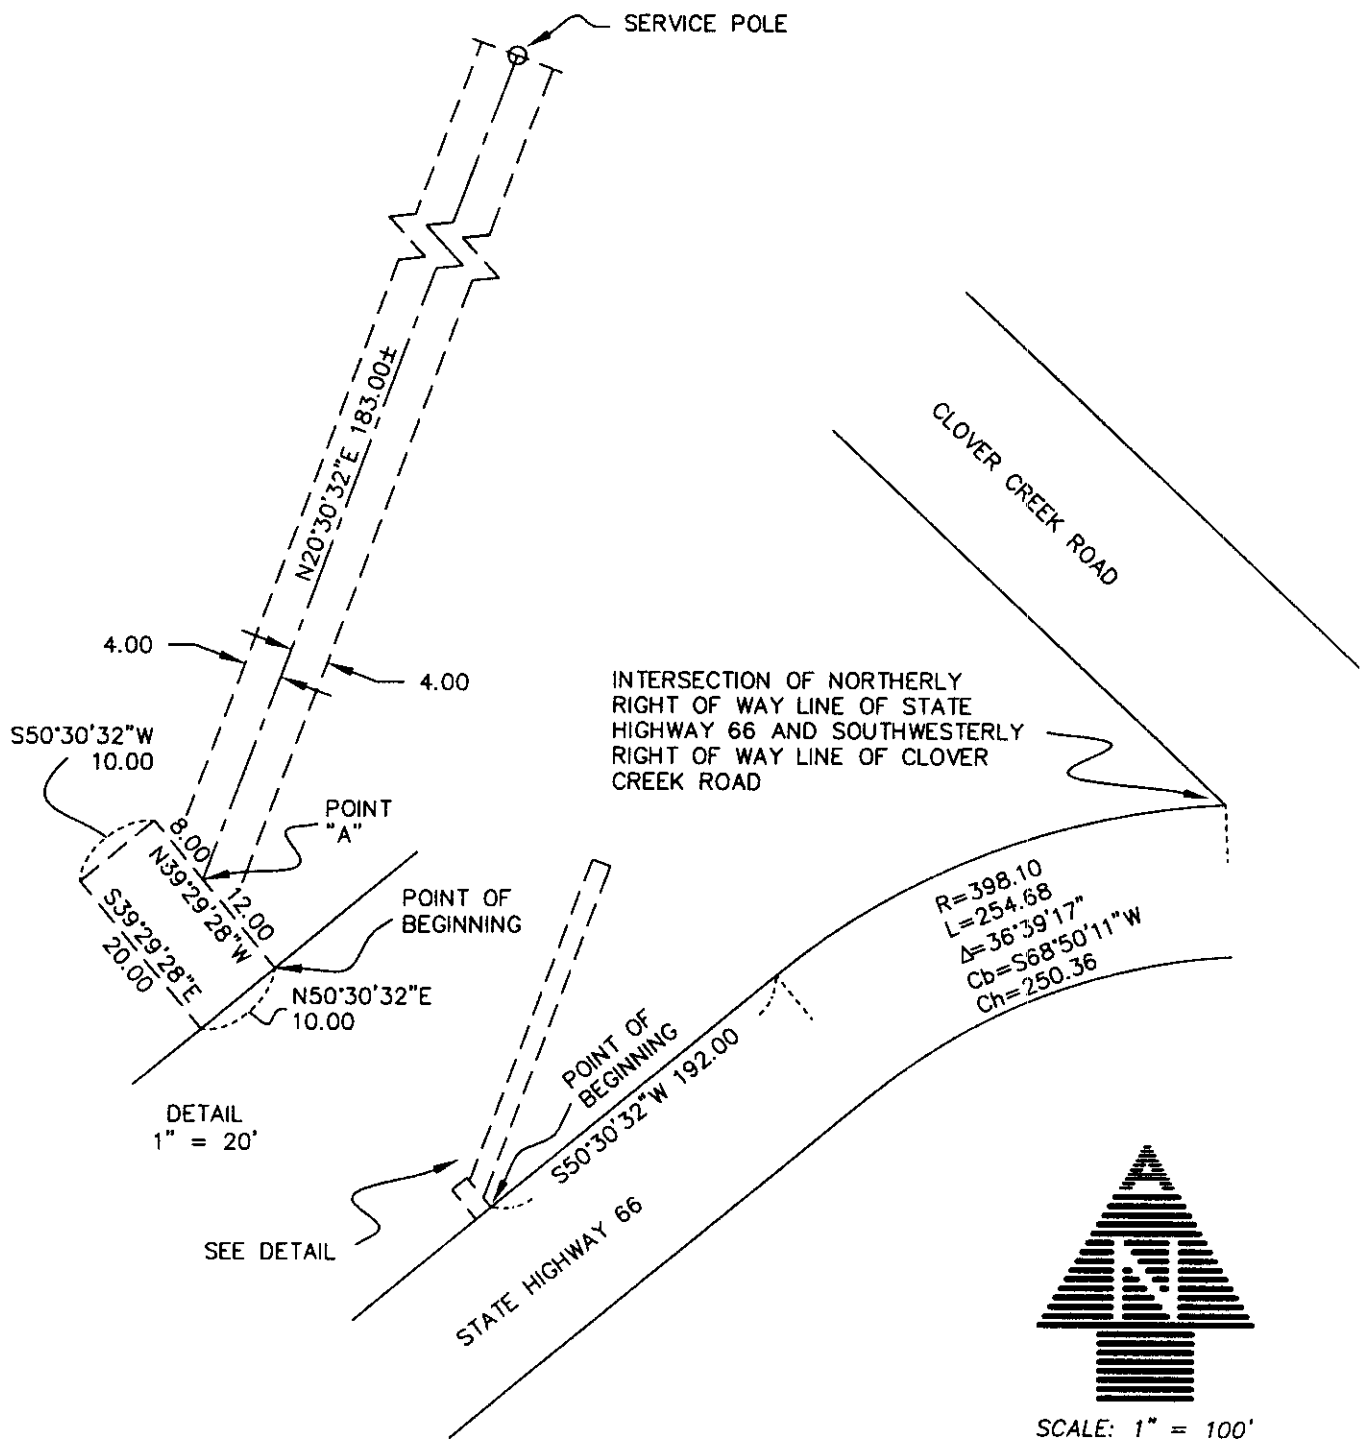 SERVICE POLE
N20°30'32"E 183.00±
CLOVER CREEK ROAD
4.00
4.00
INTERSECTION OF NORTHERLY
RIGHT OF WAY LINE OF STATE
HIGHWAY 66 AND SOUTHWESTERLY
RIGHT OF WAY LINE OF CLOVER
CREEK ROAD
S50°30'32"W
10.00
POINT
"A"
8.00
N39°29'28"W
12.00
POINT OF
BEGINNING
S39°29'28"E
20.00
N50°30'32"E
10.00
R=398.10
L=254.68
Δ=36°39'17"
Cb=S68°50'11"W
Ch=250.36
POINT OF
BEGINNING
S50°30'32"W 192.00
DETAIL
1" = 20'
SEE DETAIL
STATE HIGHWAY 66
N
SCALE: 1" = 100'